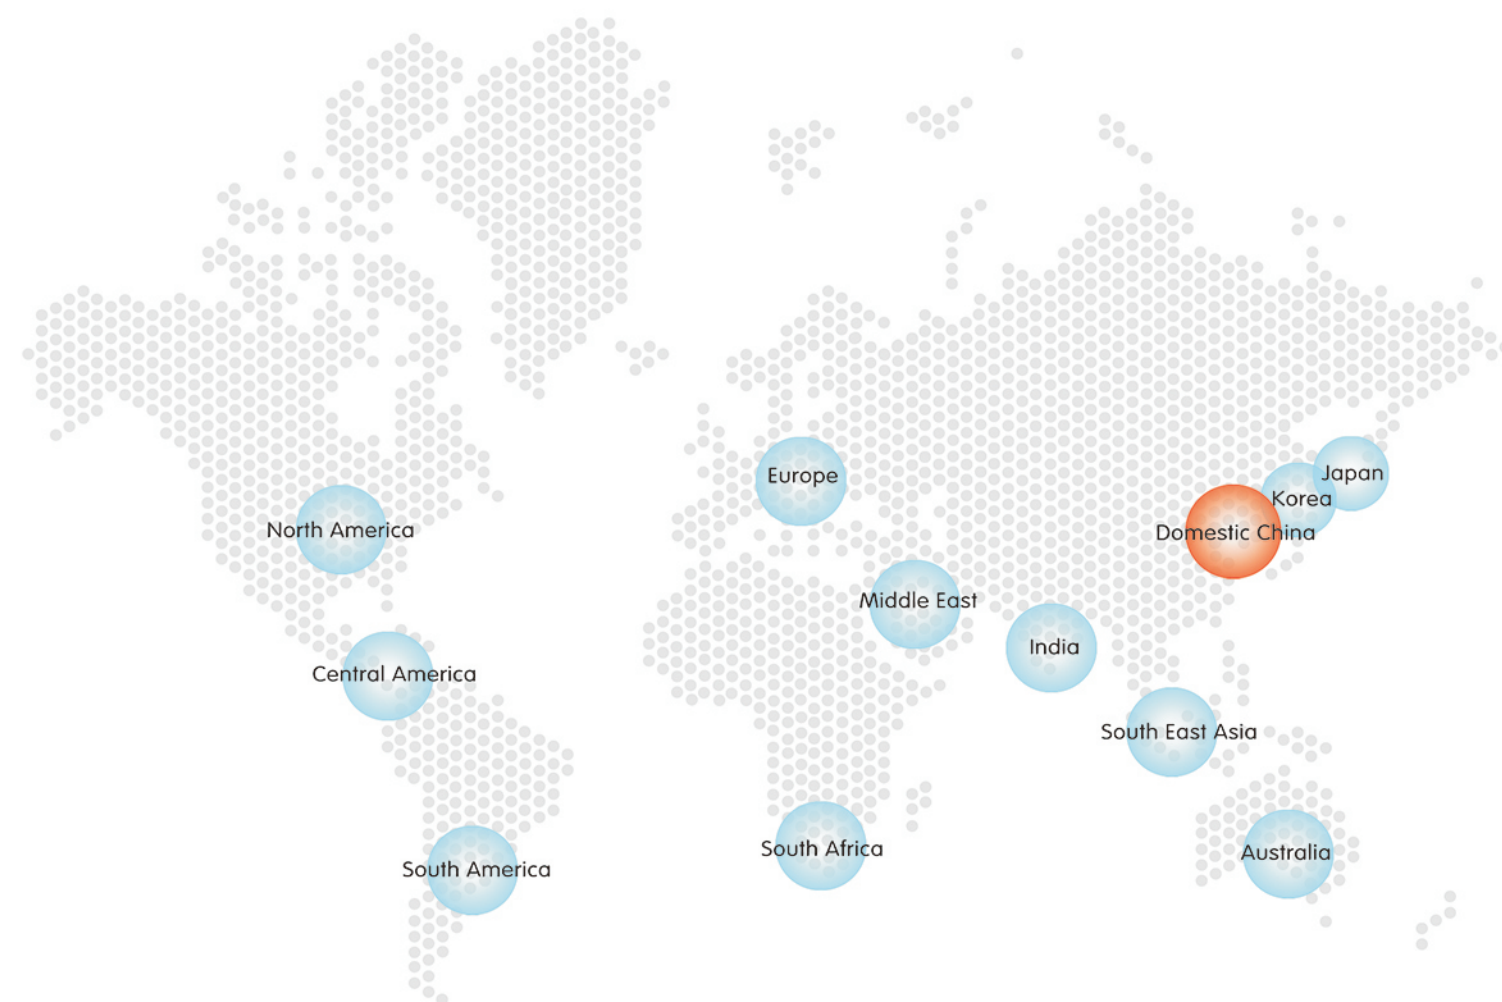 Japan
Europe
Korea
North America
Domestic China
Middle East
India
Central America
South East Asia
South Africa
Australia
South America